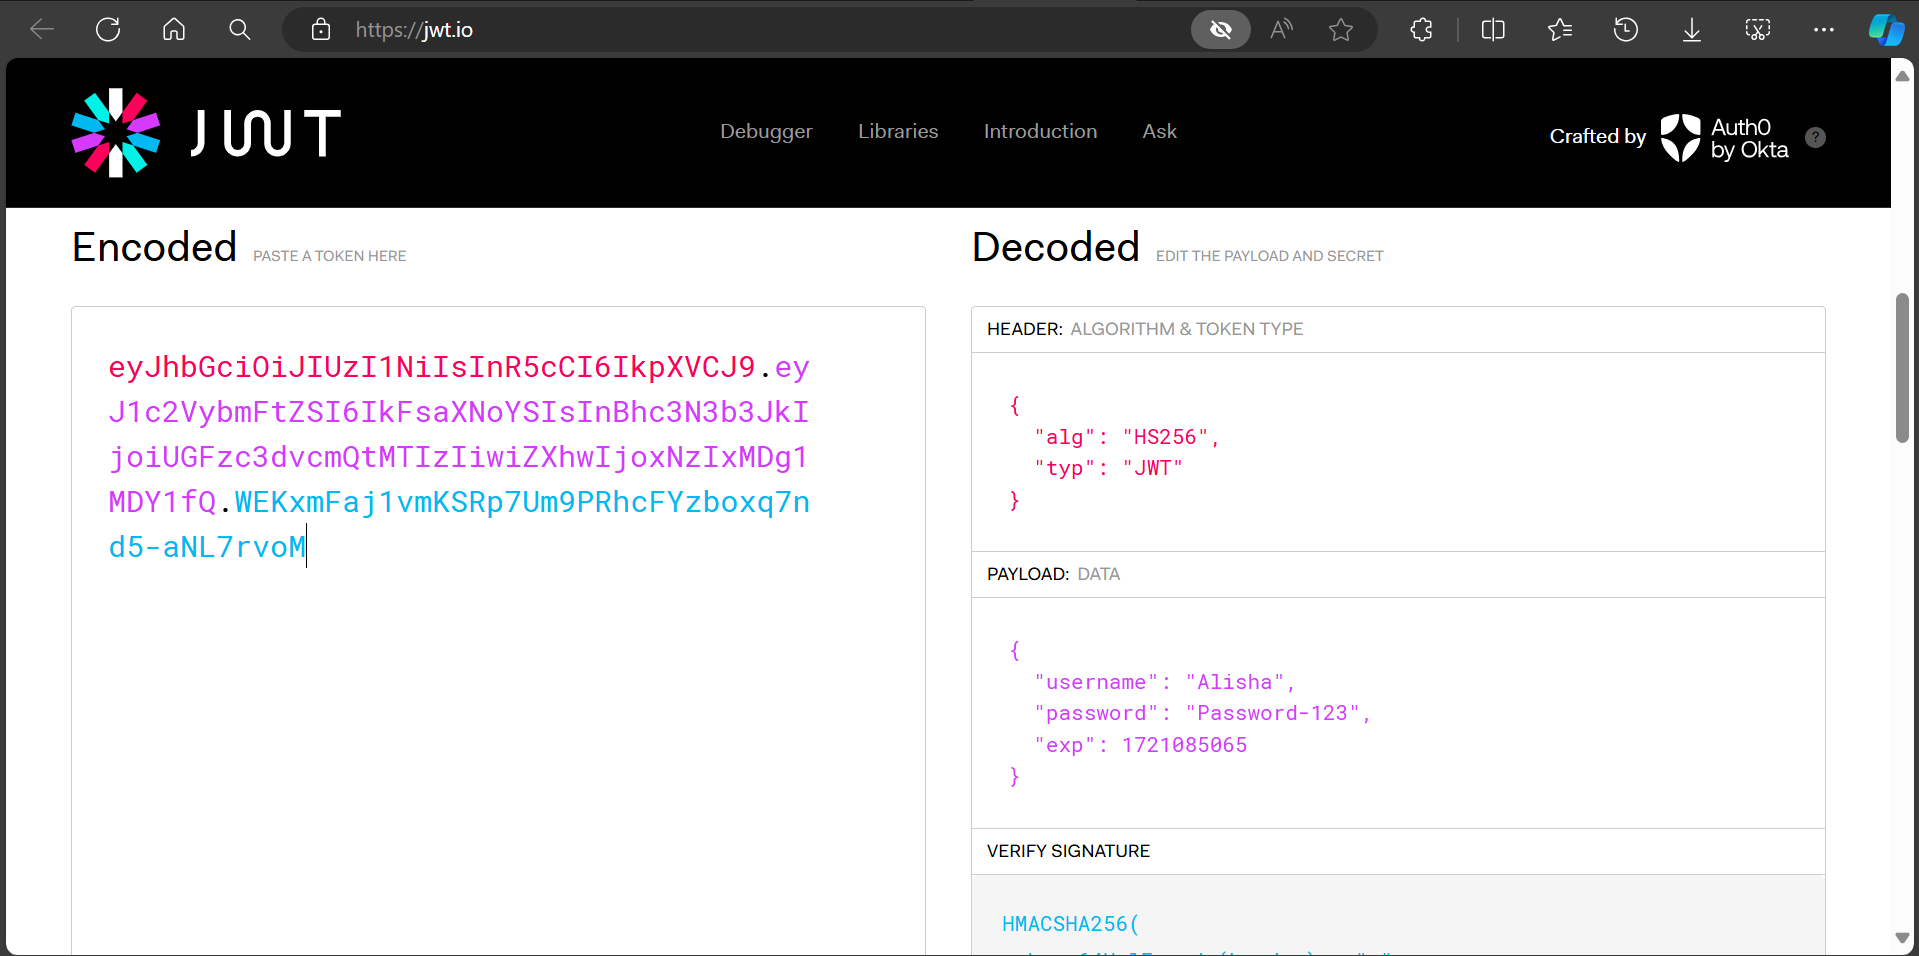 https://jwt.io
JWT
Debugger
Libraries
Introduction
Ask
Crafted by
Auth0
by Okta
?
Encoded PASTE A TOKEN HERE
eyJhbGciOiJIUzI1NiIsInR5cCI6IkpXVCJ9.ey
J1c2VybmFtZSI6IkFsaXNoYSIsInBhc3N3b3JkI
joiUGFzc3dvcmQtMTIzIiwiZXhwIjoxNzIxMDg1
MDY1fQ.WEKxmFaj1vmKSRp7Um9PRhcFYzboxq7n
d5-aNL7rvoM
Decoded EDIT THE PAYLOAD AND SECRET
HEADER: ALGORITHM & TOKEN TYPE
{
"alg": "HS256",
"typ": "JWT"
}
PAYLOAD: DATA
{
"username": "Alisha",
"password": "Password-123",
"exp": 1721085065
}
VERIFY SIGNATURE
HMACSHA256(